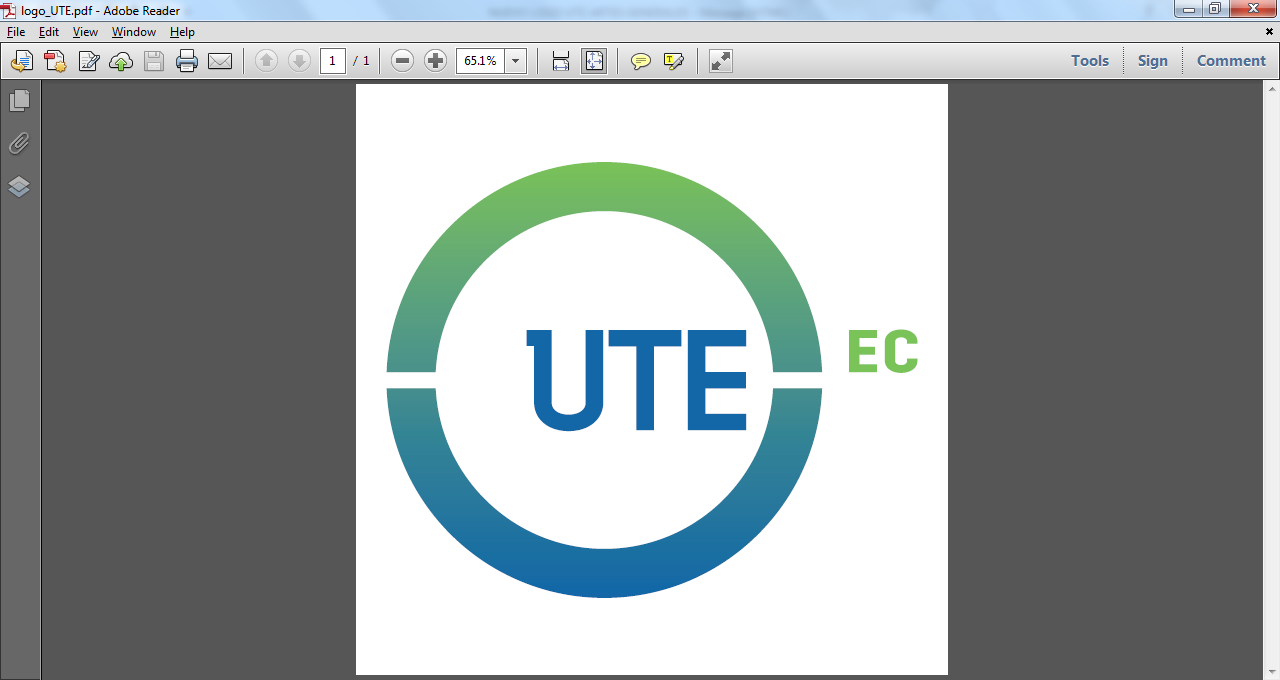 logo_UTE.pdf - Adobe Reader
File Edit View Window Help
1 / 1 65.1% Tools Sign Comment
UTE EC